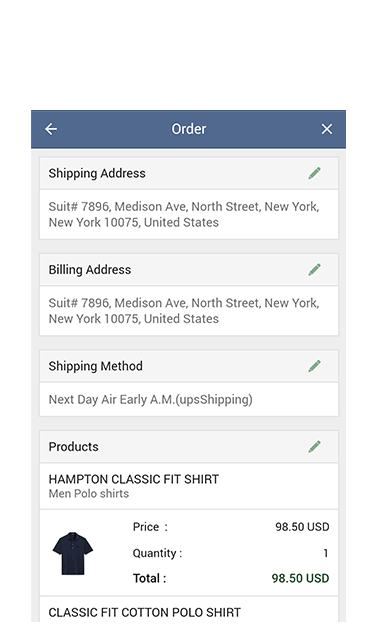 Order
Shipping Address
Suit# 7896, Medison Ave, North Street, New York,
New York 10075, United States
Billing Address
Suit# 7896, Medison Ave, North Street, New York,
New York 10075, United States
Shipping Method
Next Day Air Early A.M.(upsShipping)
Products
HAMPTON CLASSIC FIT SHIRT
Men Polo shirts
Price : 98.50 USD
Quantity : 1
Total : 98.50 USD
CLASSIC FIT COTTON POLO SHIRT